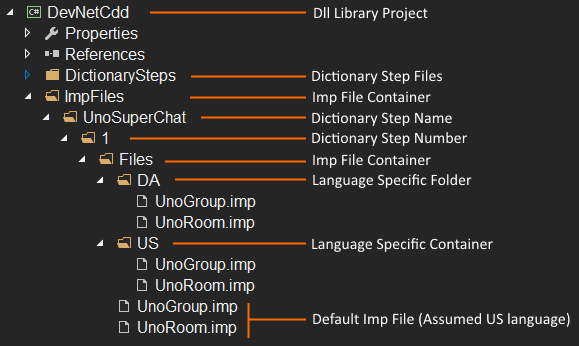 C# DevNetCdd Dll Library Project
Properties
References
DictionarySteps Dictionary Step Files
ImpFiles Imp File Container
UnoSuperChat Dictionary Step Name
1 Dictionary Step Number
Files Imp File Container
DA Language Specific Folder
UnoGroup.imp
UnoRoom.imp
US Language Specific Container
UnoGroup.imp
UnoRoom.imp
UnoGroup.imp
Default Imp File (Assumed US language)
UnoRoom.imp